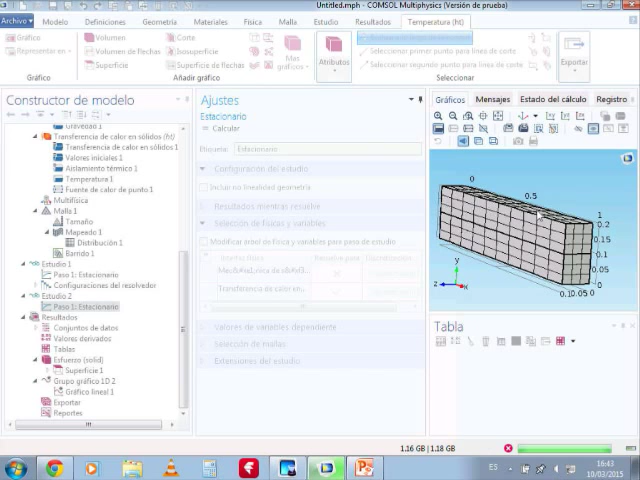 Untitled.mph - COMSOL Multiphysics (Versión de prueba)
Archivo Modelo Definiciones Geometría Materiales Física Malla Estudio Resultados Temperatura (ht)
Gráfico
Representar en
Gráfico
Volumen
Volumen de flechas
Superficie
Corte
Isosuperficie
Superficie de flechas
Más gráficos
Añadir gráfico
Atributos
Seleccionar primer punto para línea de corte
Seleccionar segundo punto para línea de corte
Seleccionar
Exportar
Constructor de modelo
Gravedad 1
Transferencia de calor en sólidos (ht)
Transferencia de calor en sólidos 1
Valores iniciales 1
Aislamiento térmico 1
Temperatura 1
Fuente de calor de punto 1
Multifísica
Malla 1
Tamaño
Mapeado 1
Distribución 1
Barrido 1
Estudio 1
Paso 1: Estacionario
Configuraciones del resolvedor
Estudio 2
Paso 1: Estacionario
Resultados
Conjuntos de datos
Valores derivados
Tablas
Esfuerzo (solid)
Superficie 1
Grupo gráfico 1D 2
Gráfico lineal 1
Exportar
Reportes
Ajustes
Estacionario
= Calcular
Etiqueta: Estacionario
Configuración del estudio
Incluir no linealidad geometría
Resultados mientras resuelve
Selección de físicas y variables
Modificar árbol de física y variables para paso de estudio
Transferencia de calor en...
Valores de variables dependiente
Selección de mallas
Extensiones del estudio
Gráficos Mensajes Estado del cálculo Registro
0
0.5
1
0.2
0.15
0.1
0.05
0
0.1 0.05 0
y
z
x
Tabla
1.16 GB | 1.18 GB
ES
16:43
10/03/2015